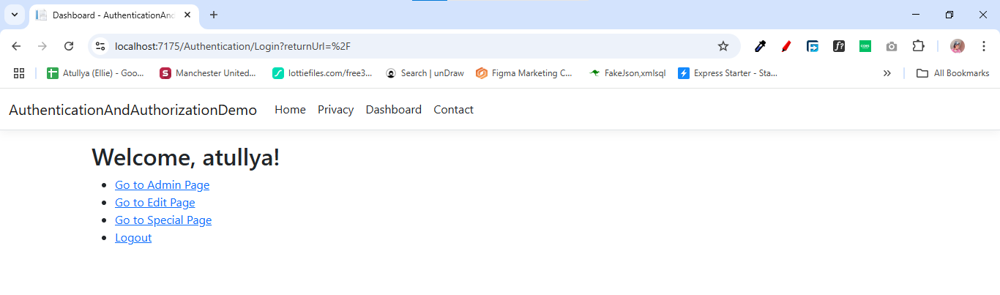 Dashboard - AuthenticationAnd
localhost:7175/Authentication/Login?returnUrl=%2F
Atullya (Ellie) - Goo... Manchester United... lottiefiles.com/free3... Search | unDraw Figma Marketing C... FakeJson,xmlsql Express Starter - Sta... All Bookmarks
AuthenticationAndAuthorizationDemo Home Privacy Dashboard Contact
Welcome, atullya!
Go to Admin Page
Go to Edit Page
Go to Special Page
Logout